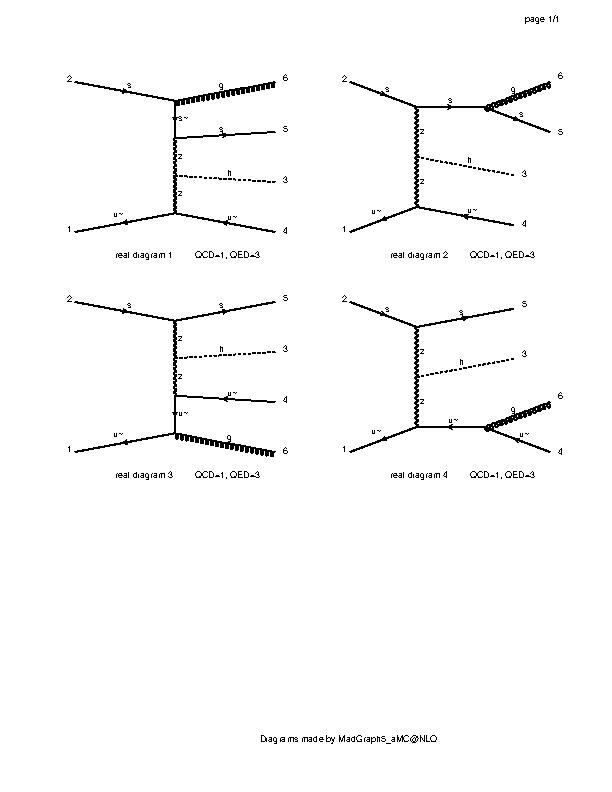 page 1/1
2 s g 6
s~
s 5
z
h 3
z
u~ u~
1 4
real diagram 1 QCD=1, QED=3
2 s s g 6
s 5
z
h 3
z
u~ u~ 4
1
real diagram 2 QCD=1, QED=3
2 s s 5
z
h 3
z
u~ 4
u~
u~ g
1 6
real diagram 3 QCD=1, QED=3
2 s s 5
z
h 3
z
g 6
u~ u~
u~
1 4
real diagram 4 QCD=1, QED=3
Diagrams made by MadGraph5_aMC@NLO